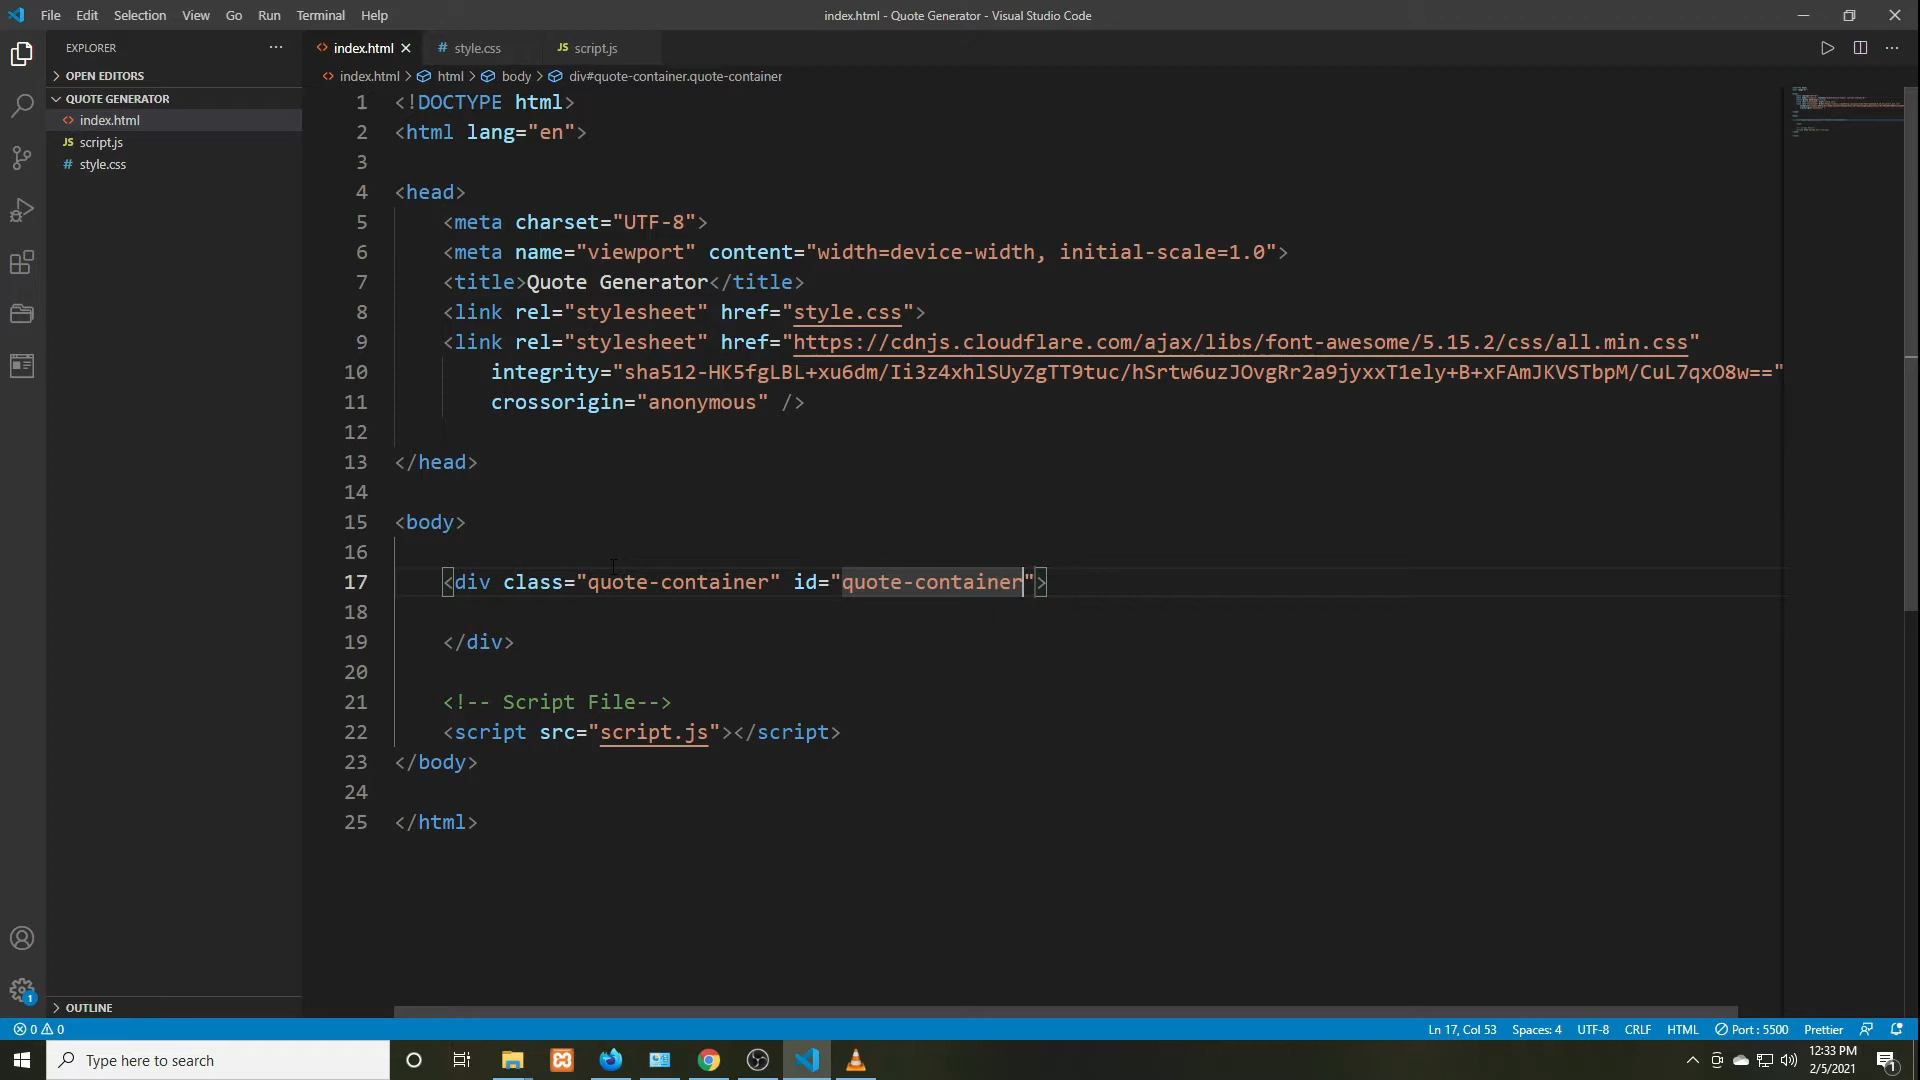 File Edit Selection View Go Run Terminal Help
index.html - Quote Generator - Visual Studio Code
EXPLORER
OPEN EDITORS
QUOTE GENERATOR
index.html
JS script.js
# style.css
OUTLINE
index.html
# style.css
JS script.js
index.html > html > body > div#quote-container.quote-container
1 <!DOCTYPE html>
2 <html lang="en">
3
4 <head>
5 <meta charset="UTF-8">
6 <meta name="viewport" content="width=device-width, initial-scale=1.0">
7 <title>Quote Generator</title>
8 <link rel="stylesheet" href="style.css">
9 <link rel="stylesheet" href="https://cdnjs.cloudflare.com/ajax/libs/font-awesome/5.15.2/css/all.min.css"
10 integrity="sha512-HK5fgLBL+xu6dm/Ii3z4xhlSUyZgTT9tuc/hSrtw6uzJOvgRr2a9jyxxT1ely+B+xFAmJKVSTbpM/CuL7qxO8w=="
11 crossorigin="anonymous" />
12
13 </head>
14
15 <body>
16
17 <div class="quote-container" id="quote-container">
18
19 </div>
20
21 <!-- Script File-->
22 <script src="script.js"></script>
23 </body>
24
25 </html>
1
0 0
Ln 17, Col 53 Spaces: 4 UTF-8 CRLF HTML Port : 5500 Prettier
Type here to search
12:33 PM
2/5/2021
1